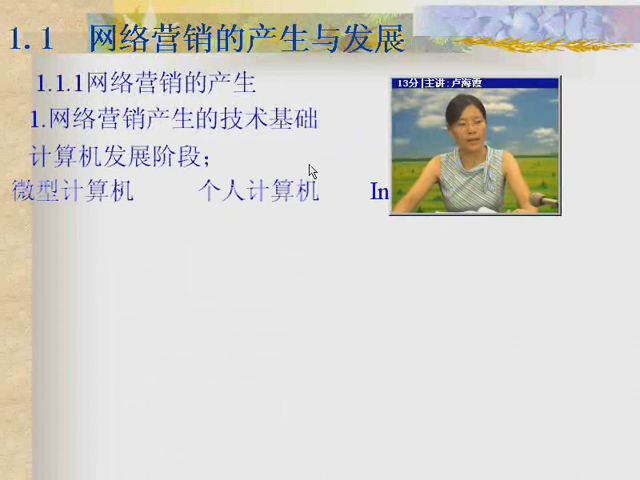 1.1 网络营销的产生与发展
1.1.1网络营销的产生
13分|主讲:卢海霞
1.网络营销产生的技术基础
计算机发展阶段；
微型计算机 个人计算机 In